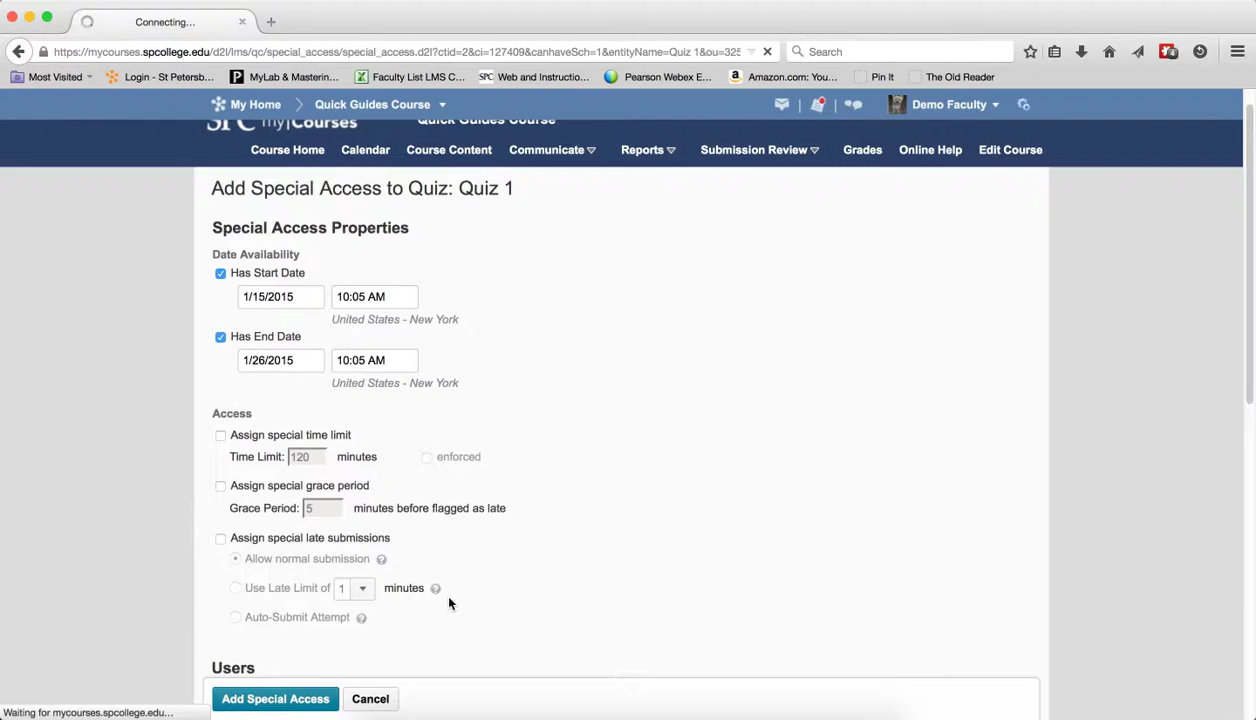 Connecting...
https://mycourses.spcollege.edu/d2l/lms/qc/special_access/special_access.d2l?ctid=2&ci=127409&canhaveSch=1&entityName=Quiz 1&ou=325
Search
Most Visited
Login - St Petersb...
MyLab & Mastering...
Faculty List LMS C...
SPC Web and Instructio...
Pearson Webex E...
Amazon.com: You...
Pin It
The Old Reader
My Home
Quick Guides Course
Demo Faculty
SPC my|Courses
Quick Guides Course
Course Home
Calendar
Course Content
Communicate
Reports
Submission Review
Grades
Online Help
Edit Course
Add Special Access to Quiz: Quiz 1
Special Access Properties
Date Availability
Has Start Date
1/15/2015 10:05 AM
United States - New York
Has End Date
1/26/2015 10:05 AM
United States - New York
Access
Assign special time limit
Time Limit: 120 minutes enforced
Assign special grace period
Grace Period: 5 minutes before flagged as late
Assign special late submissions
Allow normal submission
Use Late Limit of 1 minutes
Auto-Submit Attempt
Users
Add Special Access
Cancel
Waiting for mycourses.spcollege.edu...